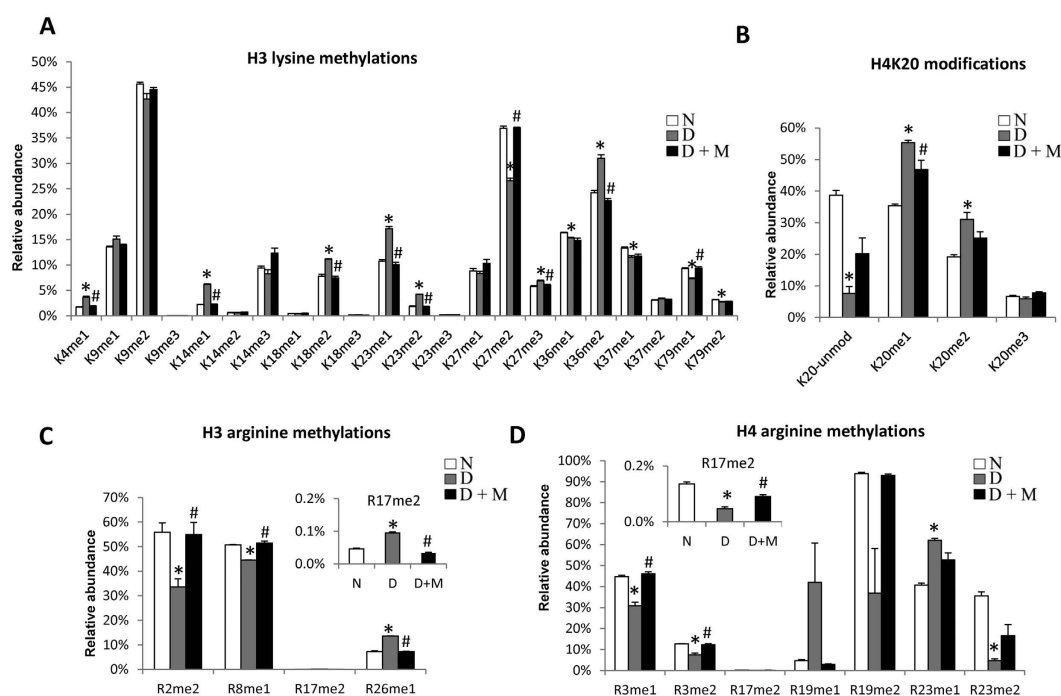 A
H3 lysine methylations
Relative abundance
50%
45%
40%
35%
30%
25%
20%
15%
10%
5%
0%
N
D
D + M
* # * # * # * # * # * # * # * * # * * # *
K4me1 K9me1 K9me2 K9me3 K14me1 K14me2 K14me3 K18me1 K18me2 K18me3 K23me1 K23me2 K23me3 K27me1 K27me2 K27me3 K36me1 K36me2 K37me1 K37me2 K79me1 K79me2
B
H4K20 modifications
Relative abundance
60%
50%
40%
30%
20%
10%
0%
N
D
D + M
* * # *
K20-unmod K20me1 K20me2 K20me3
C
H3 arginine methylations
Relative abundance
70%
60%
50%
40%
30%
20%
10%
0%
N
D
D + M
* # * # * #
R17me2
0.2%
0.1%
0.0%
* #
N D D+M
R2me2 R8me1 R17me2 R26me1
D
H4 arginine methylations
Relative abundance
100%
90%
80%
70%
60%
50%
40%
30%
20%
10%
0%
N
D
D + M
* # * # * *
R17me2
0.2%
0.0%
* #
N D D+M
R3me1 R3me2 R17me2 R19me1 R19me2 R23me1 R23me2